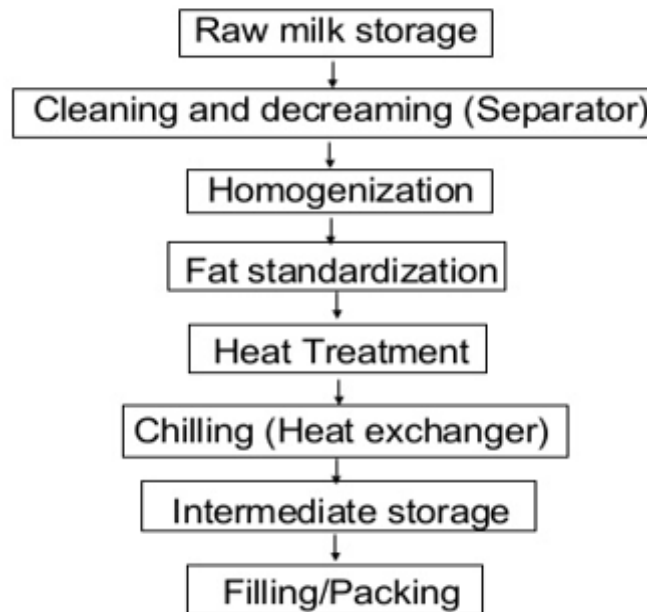 Raw milk storage
Cleaning and decreaming (Separator)
Homogenization
Fat standardization
Heat Treatment
Chilling (Heat exchanger)
Intermediate storage
Filling/Packing